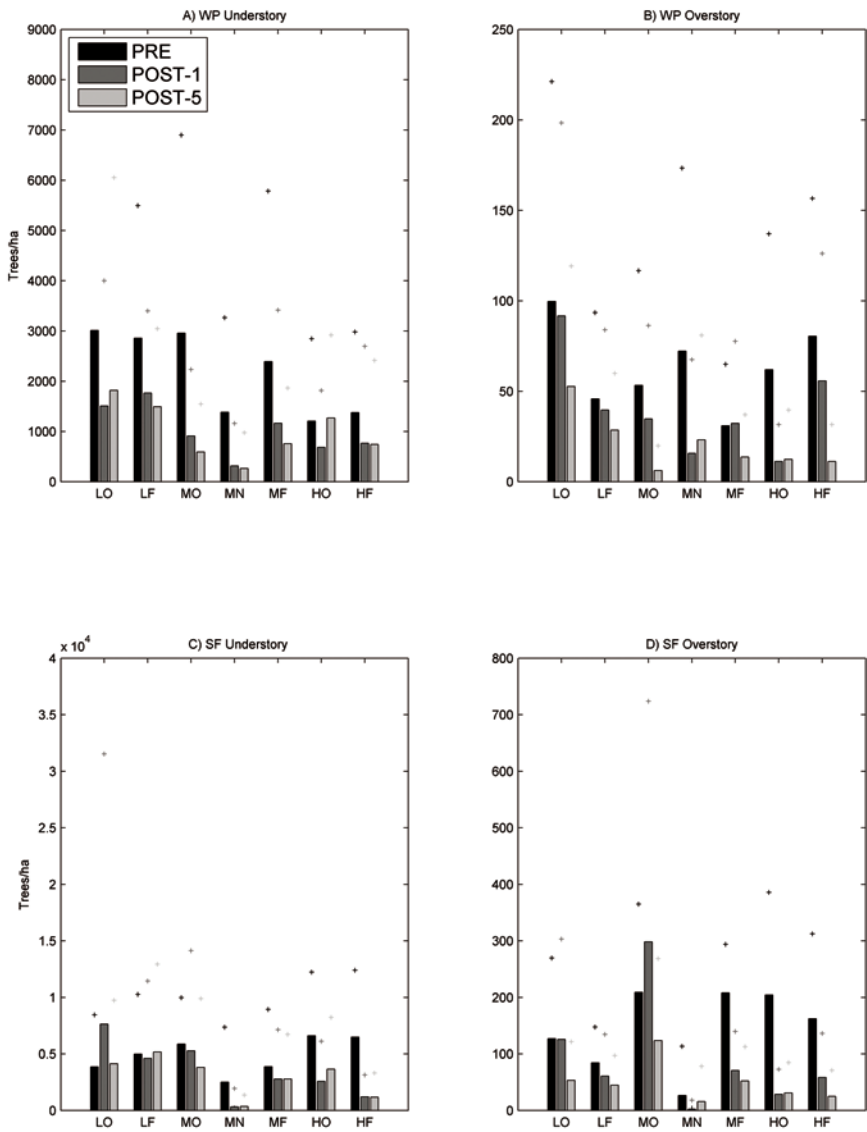 A) WP Understory
9000
8000
7000
6000
5000
4000
3000
2000
1000
0
Trees/ha
PRE
POST-1
POST-5
LO LF MO MN MF HO HF
B) WP Overstory
250
200
150
100
50
0
LO LF MO MN MF HO HF
C) SF Understory
x 10^4
4
3.5
3
2.5
2
1.5
1
0.5
0
Trees/ha
LO LF MO MN MF HO HF
D) SF Overstory
800
700
600
500
400
300
200
100
0
LO LF MO MN MF HO HF